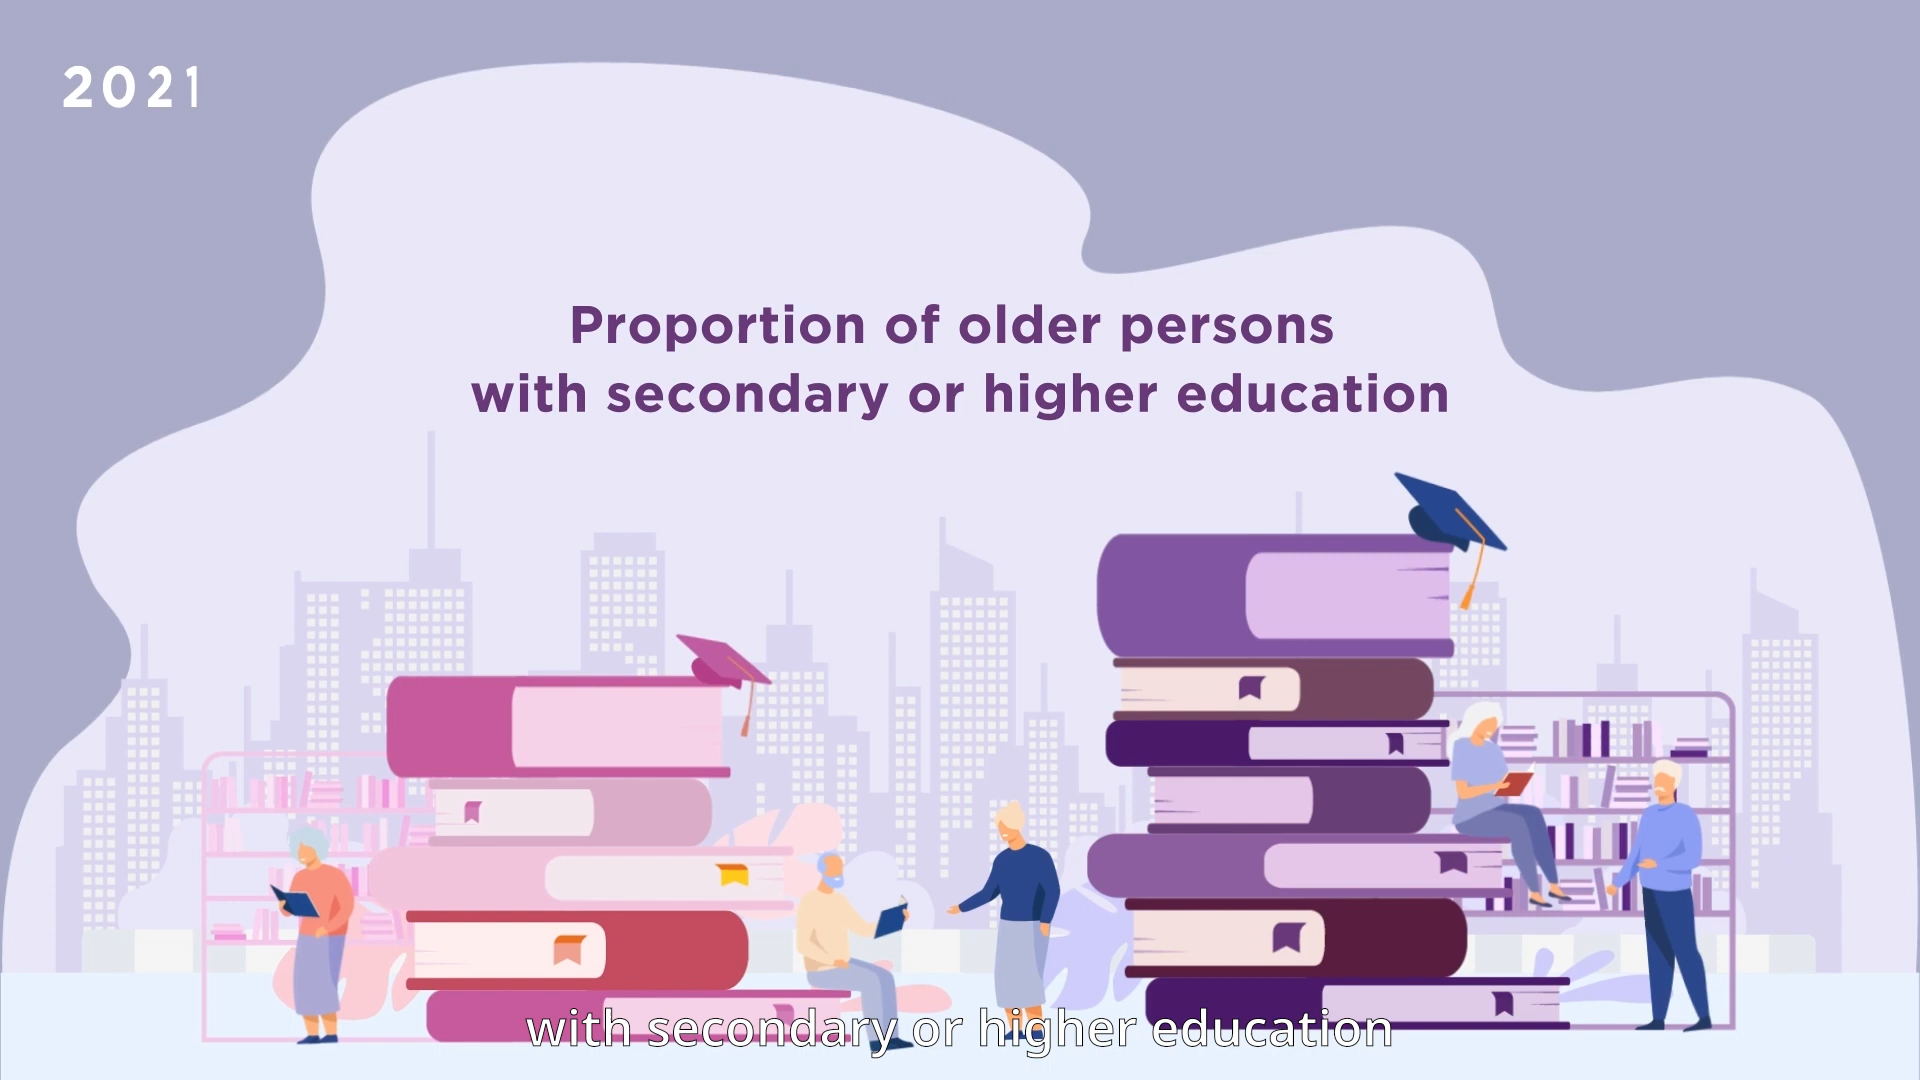 2021
Proportion of older persons
with secondary or higher education
with secondary or higher education